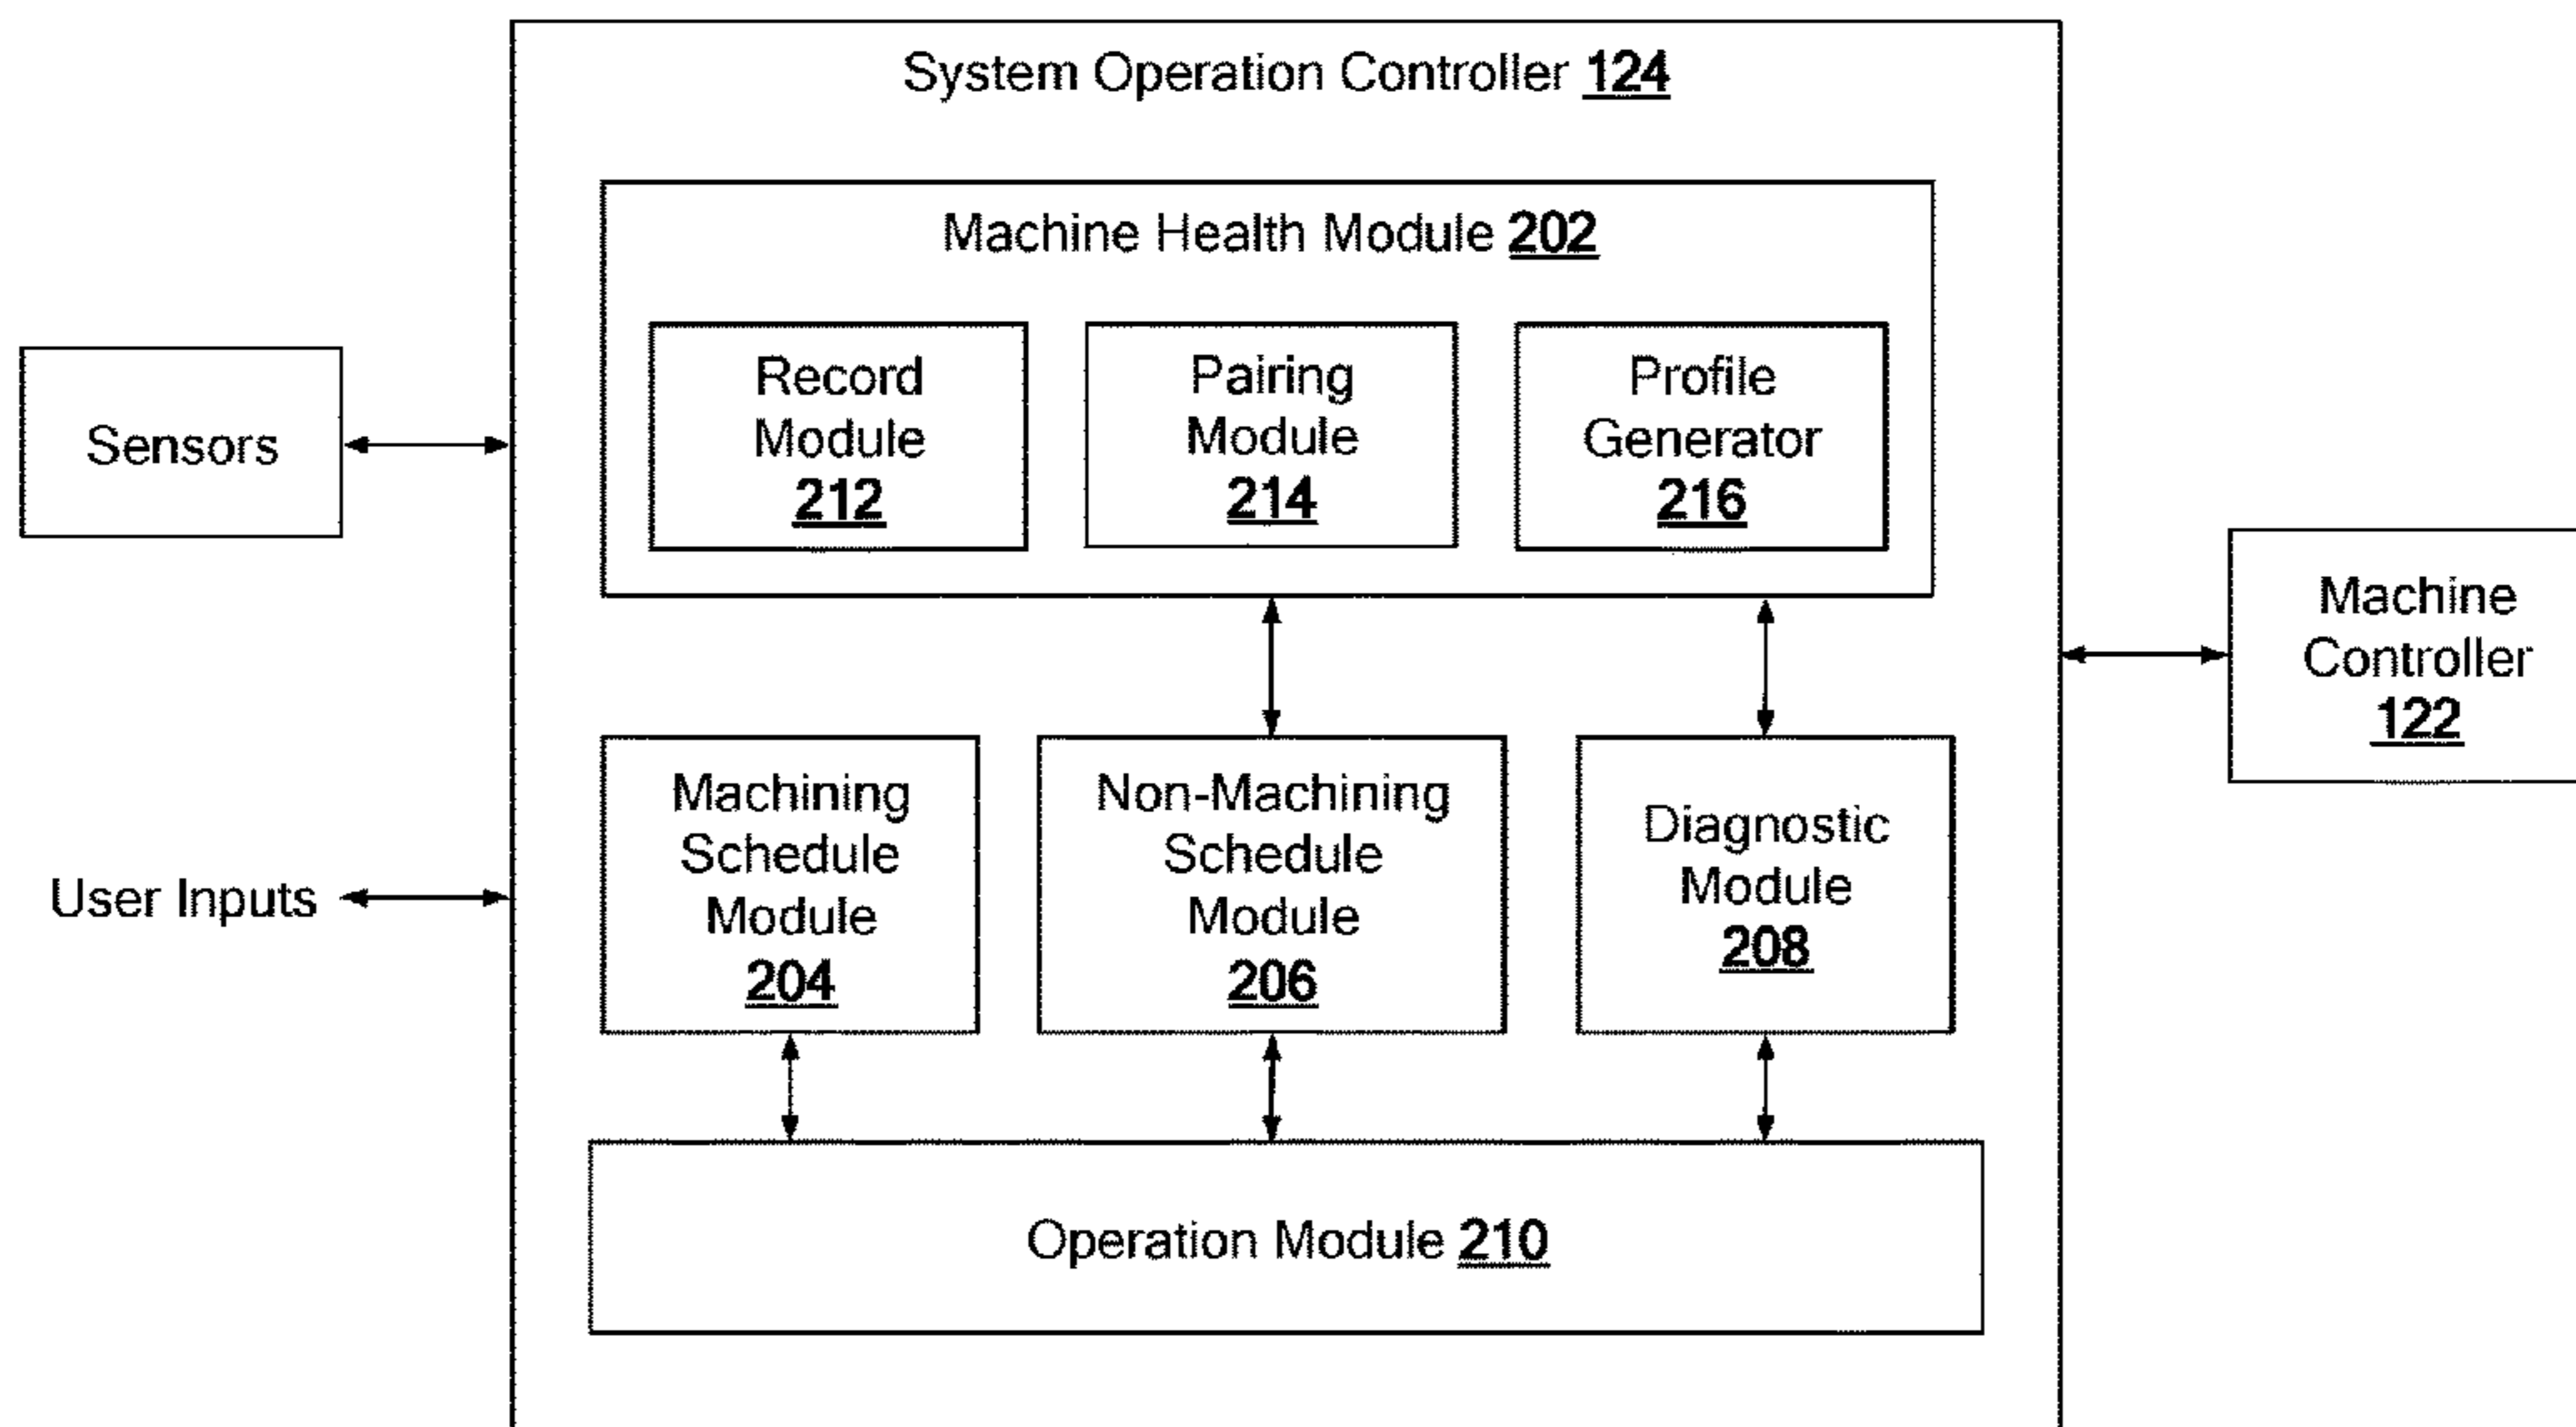 System Operation Controller 124
Machine Health Module 202
Record
Module
212
Pairing
Module
214
Profile
Generator
216
Sensors
Machine
Controller
122
Machining
Schedule
Module
204
Non-Machining
Schedule
Module
206
Diagnostic
Module
208
User Inputs
Operation Module 210